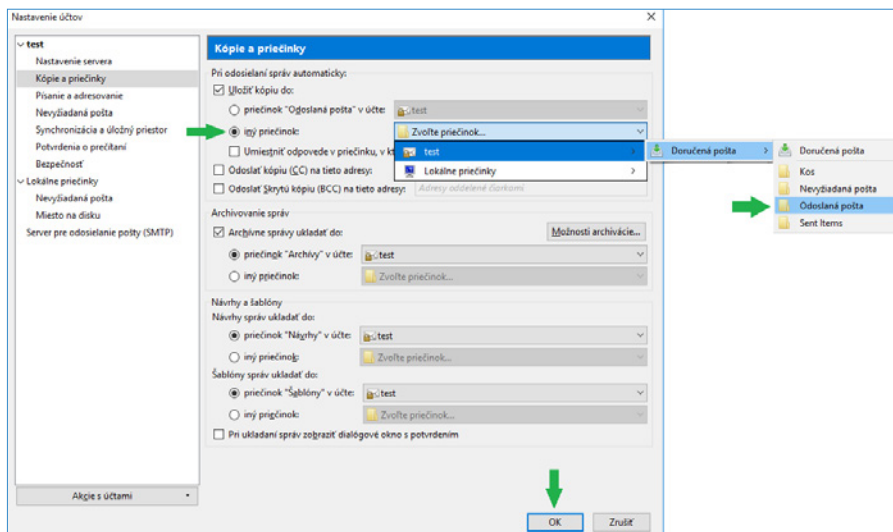 Nastavenie účtov
test
Nastavenie servera
Kópie a priečinky
Písanie a adresovanie
Nevyžiadaná pošta
Synchronizácia a úložný priestor
Potvrdenia o prečítaní
Bezpečnosť
Lokálne priečinky
Nevyžiadaná pošta
Miesto na disku
Server pre odosielanie pošty (SMTP)
Akcie s účtami
Kópie a priečinky
Pri odosielaní správ automaticky:
Uložiť kópiu do:
priečinok "Odoslaná pošta" v účte: test
iný priečinok: Zvoľte priečinok...
Umiestniť odpovede v priečinku, v kt
test
Lokálne priečinky
Doručená pošta
Doručená pošta
Kos
Nevyžiadaná pošta
Odoslaná pošta
Sent Items
Odoslať kópiu (CC) na tieto adresy:
Odoslať Skrytú kópiu (BCC) na tieto adresy: Adresy oddelené čiarkami
Archivovanie správ
Archívne správy ukladať do: Možnosti archivácie...
priečinok "Archívy" v účte: test
iný priečinok: Zvoľte priečinok...
Návrhy a šablóny
Návrhy správ ukladať do:
priečinok "Návrhy" v účte: test
iný priečinok: Zvoľte priečinok...
Šablóny správ ukladať do:
priečinok "Šablóny" v účte: test
iný priečinok: Zvoľte priečinok...
Pri ukladaní správ zobraziť dialógové okno s potvrdením
OK Zrušiť